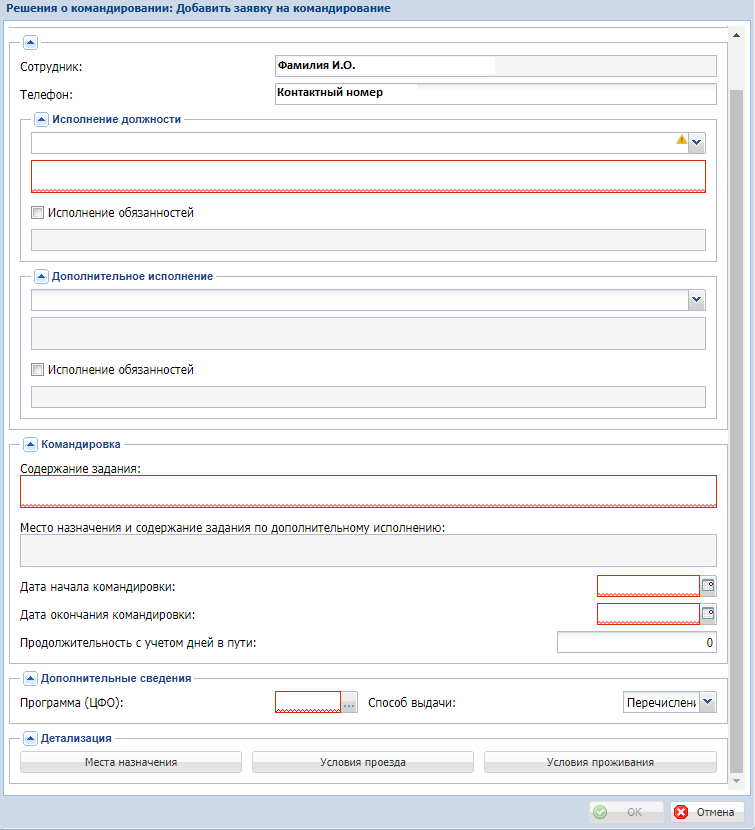 Решения о командировании: Добавить заявку на командирование
Сотрудник: Фамилия И.О.
Телефон: Контактный номер
Исполнение должности
Исполнение обязанностей
Дополнительное исполнение
Исполнение обязанностей
Командировка
Содержание задания:
Место назначения и содержание задания по дополнительному исполнению:
Дата начала командировки:
Дата окончания командировки:
Продолжительность с учетом дней в пути: 0
Дополнительные сведения
Программа (ЦФО): ... Способ выдачи: Перечислени
Детализация
Места назначения Условия проезда Условия проживания
ОК Отмена